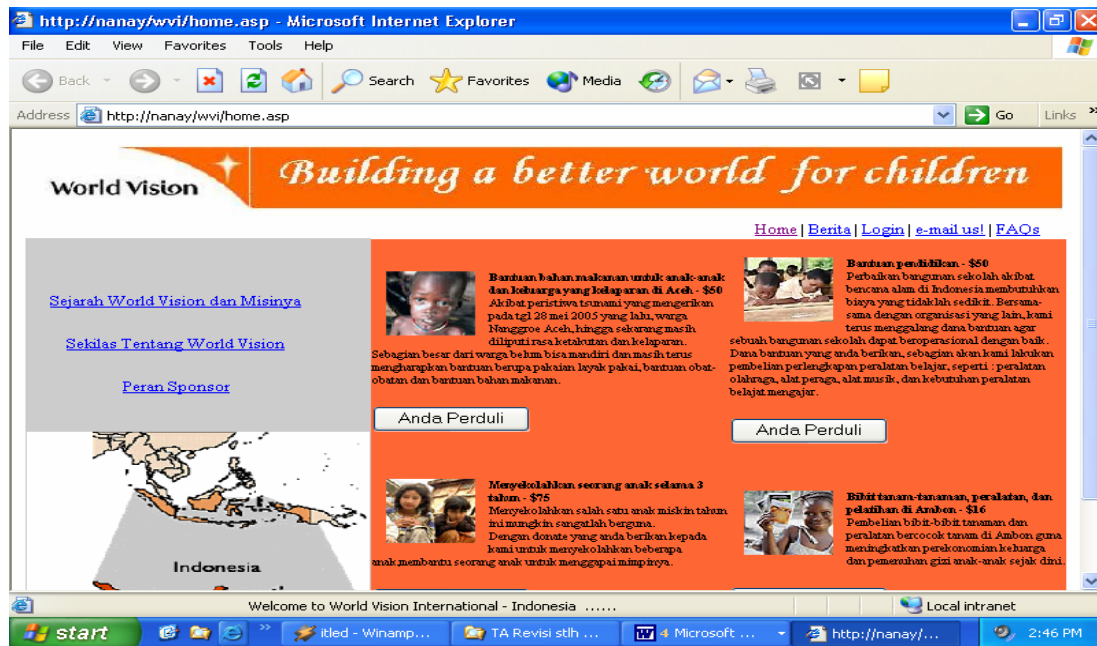 http://nanay/wvi/home.asp - Microsoft Internet Explorer
File Edit View Favorites Tools Help
Back Search Favorites Media
Address http://nanay/wvi/home.asp Go Links »
World Vision
Building a better world for children
Home | Berita | Login | e-mail us! | FAQs
Sejarah World Vision dan Misinya
Sekilas Tentang World Vision
Peran Sponsor
Indonesia
Bantuan bahan makanan untuk anak-anak
dan keluarga yang kelaparan di Aceh - $50
Akibat peristiwa tsunami yang mengerikan
pada tgl 28 mei 2005 yang lalu, warga
Nanggroe Aceh, hingga sekarang masih
diliputi rasa ketakutan dan kelaparan.
Sebagian besar dari warga belum bisa mandiri dan masih terus
mengharapkan bantuan berupa pakaian layak pakai, bantuan obat-
obatan dan bantuan bahan makanan.
Anda Perduli
Bantuan pendidikan - $50
Perbaikan bangunan sekolah akibat
bencana alam di Indonesia membutuhkan
biaya yang tidaklah sedikit. Bersama-
sama dengan organisasi yang lain, kami
terus menggalang dana bantuan agar
sebuah bangunan sekolah dapat beroperasional dengan baik.
Dana bantuan yang anda berikan, sebagian akan kami lakukan
pembelian perlengkapan peralatan belajar, seperti : peralatan
olahraga, alat peraga, alat musik, dan kebutuhan peralatan
belajat mengajar.
Anda Perduli
Menyekolahkan seorang anak selama 3
tahun - $75
Menyekolahkan salah satu anak miskin tahun
ini mungkin sangatlah berguna.
Dengan donate yang anda berikan kepada
kami untuk menyekolahkan beberapa
anak,membantu seorang anak untuk menggapai mimpinya.
Bibit tanam-tanaman, peralatan, dan
pelatihan di Ambon - $16
Pembelian bibit-bibit tanaman dan
peralatan bercocok tanam di Ambon guna
meningkatkan perekonomian keluarga
dan pemenuhan gizi anak-anak sejak dini.
Welcome to World Vision International - Indonesia ...... Local intranet
start » itled - Winamp... TA Revisi stlh ... 4 Microsoft ... http://nanay/... 2:46 PM